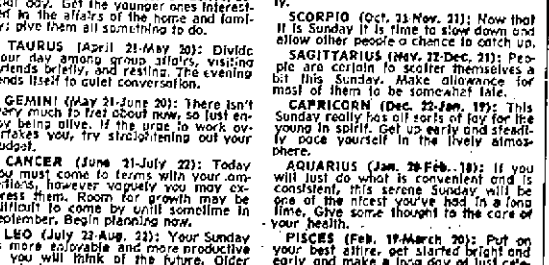 al day. Get the younger ones interest-
ed in the affairs of the home and fami-
ly; give them all something to do.
TAURUS (April 21-May 20): Divide
your day among group affairs, visiting
friends briefly, and resting. The evening
lends itself to quiet conversation.
GEMINI (May 21-June 20): There isn't
very much to fret about now, so just en-
joy being alive. If the urge to work ov-
ertakes you, try straightening out your
budget.
CANCER (June 21-July 22): Today
you must come to terms with your am-
bitions, however vaguely you may ex-
press them. Room for growth may be
difficult to come by until sometime in
September. Begin planning now.
LEO (July 23-Aug. 22): Your Sunday
is more enjoyable and more productive
you will think of the future. Older
ly.
SCORPIO (Oct. 23-Nov. 21): Now that
it is Sunday it is time to slow down and
allow other people a chance to catch up.
SAGITTARIUS (Nov. 22-Dec. 21): Peo-
ple are certain to scatter themselves a
bit this Sunday. Make allowance for
most of them to be somewhat late.
CAPRICORN (Dec. 22-Jan. 19): This
Sunday really has all sorts of joy for the
young in spirit. Get up early and steadi-
ly pace yourself in the lively atmos-
phere.
AQUARIUS (Jan. 20-Feb. 18): If you
will just do what is convenient and is
consistent, this serene Sunday will be
one of the nicest you've had in a long
time. Give some thought to the care of
your health.
PISCES (Feb. 19-March 20): Put on
your best attire, get started bright and
early and make a long day of just